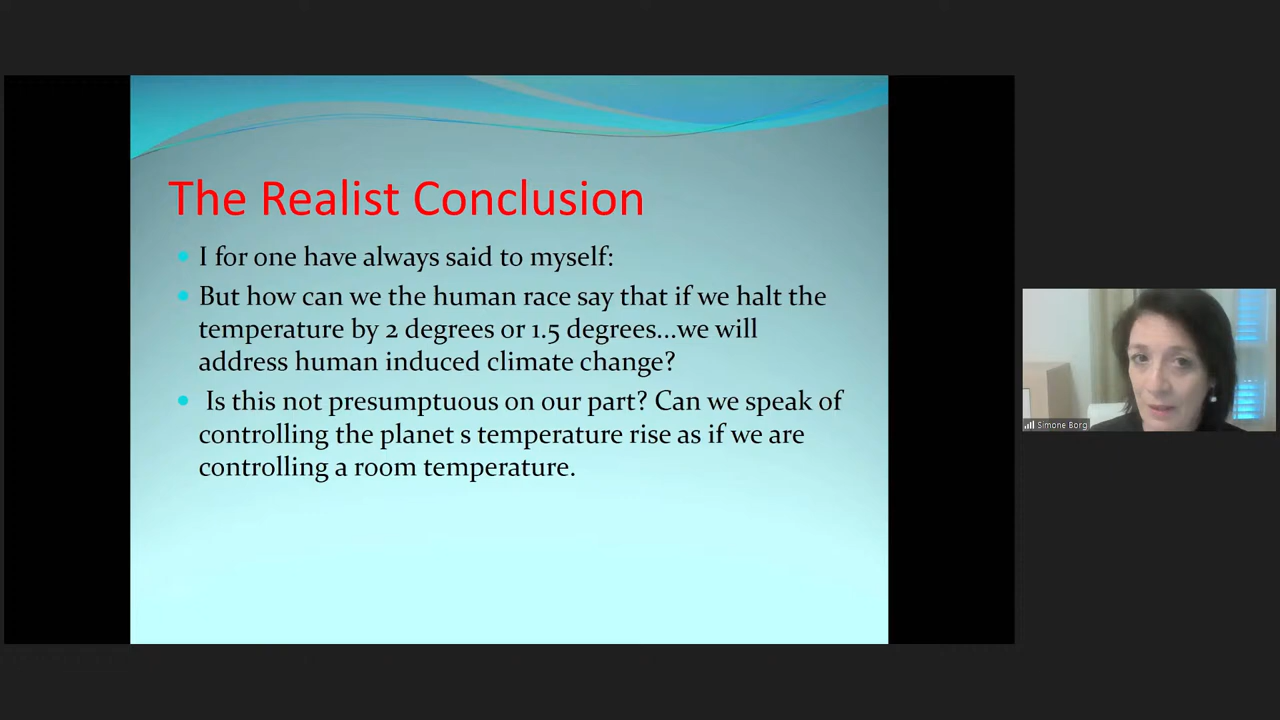 The Realist Conclusion
I for one have always said to myself:
But how can we the human race say that if we halt the
temperature by 2 degrees or 1.5 degrees...we will
address human induced climate change?
Is this not presumptuous on our part? Can we speak of
controlling the planet s temperature rise as if we are
controlling a room temperature.
Simone Borg